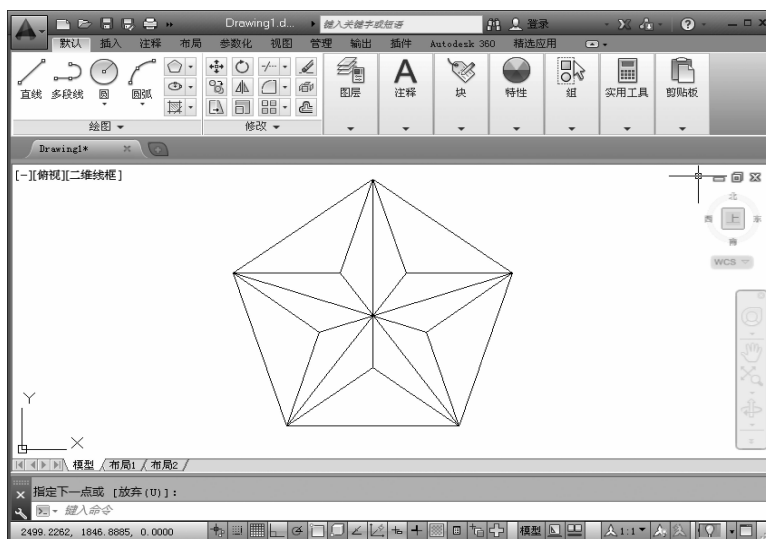 Drawing1.d... 键入关键字或短语 登录
默认 插入 注释 布局 参数化 视图 管理 输出 插件 Autodesk 360 精选应用
直线 多段线 圆 圆弧 图层 注释 块 特性 组 实用工具 剪贴板
绘图 修改
Drawing1*
[-][俯视][二维线框]
北
西 上 东
南
WCS
Y
X
模型 布局1 布局2
指定下一点或 [放弃(U)]:
键入命令
2499.2262, 1846.8885, 0.0000 模型 1:1